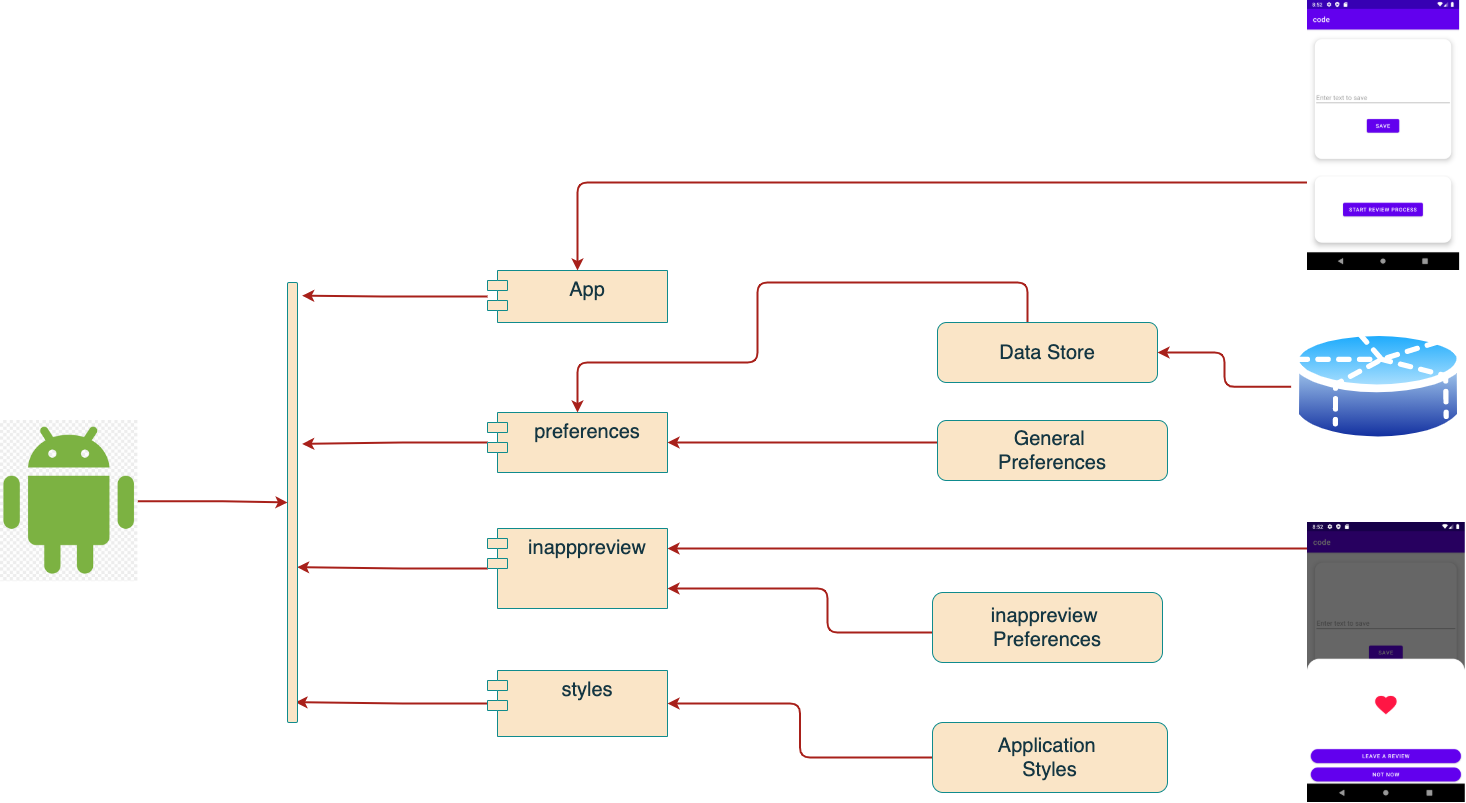 8:52
code
Enter text to save
SAVE
START REVIEW PROCESS
App
Data Store
preferences
General
Preferences
inapppreview
inappreview
Preferences
styles
Application
Styles
8:52
code
Enter text to save
SAVE
LEAVE A REVIEW
NOT NOW